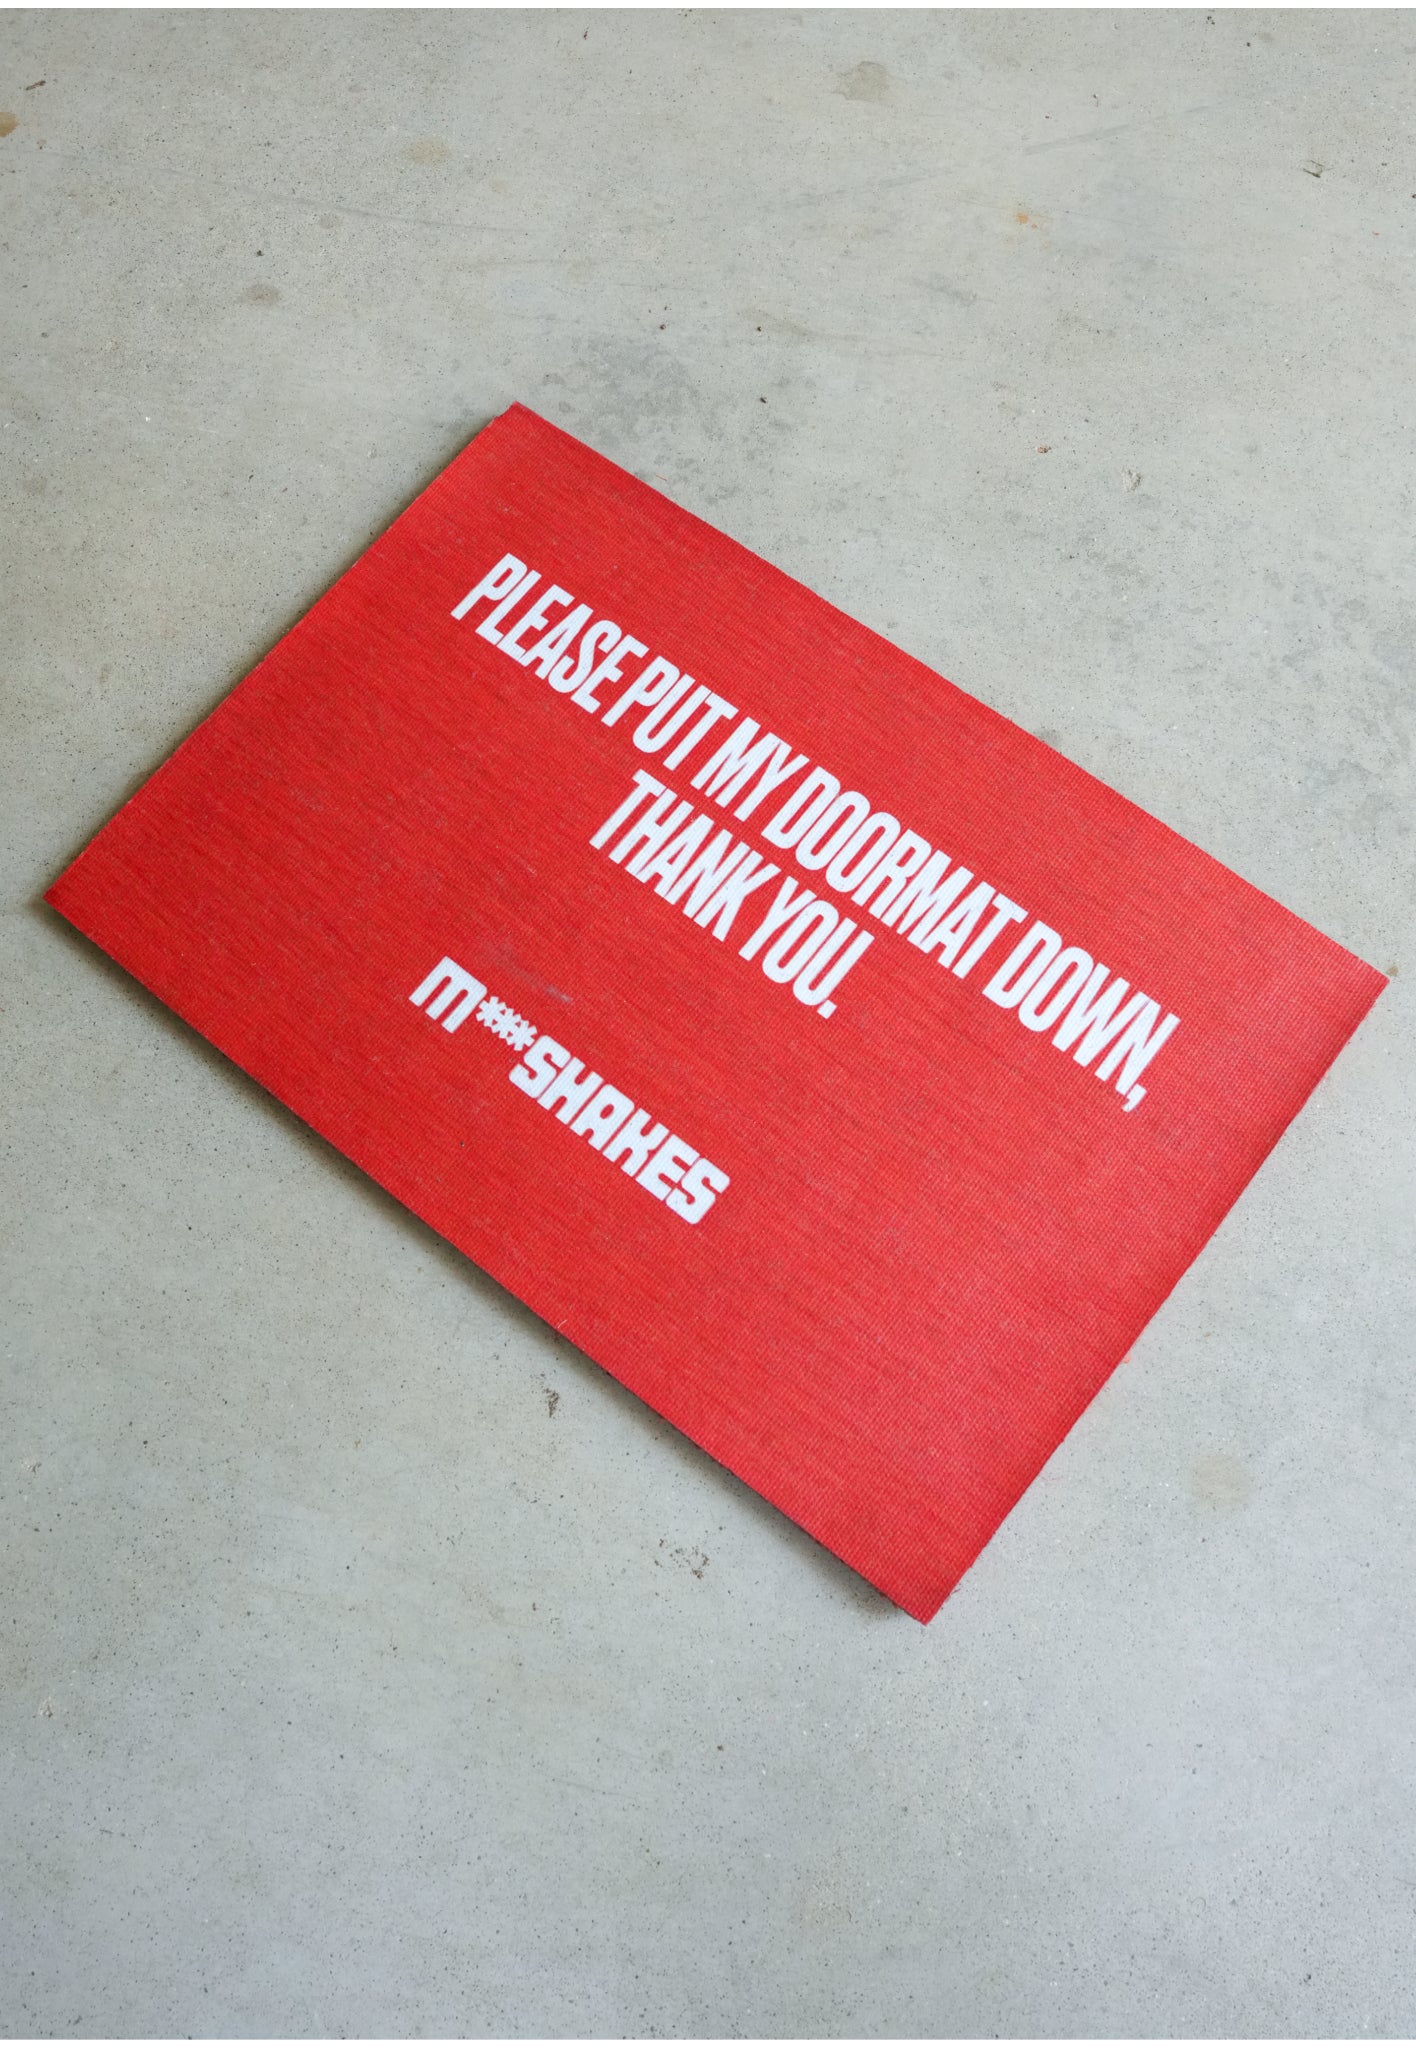 PLEASE PUT MY DOORMAT DOWN,
THANK YOU.
M***SHAKES